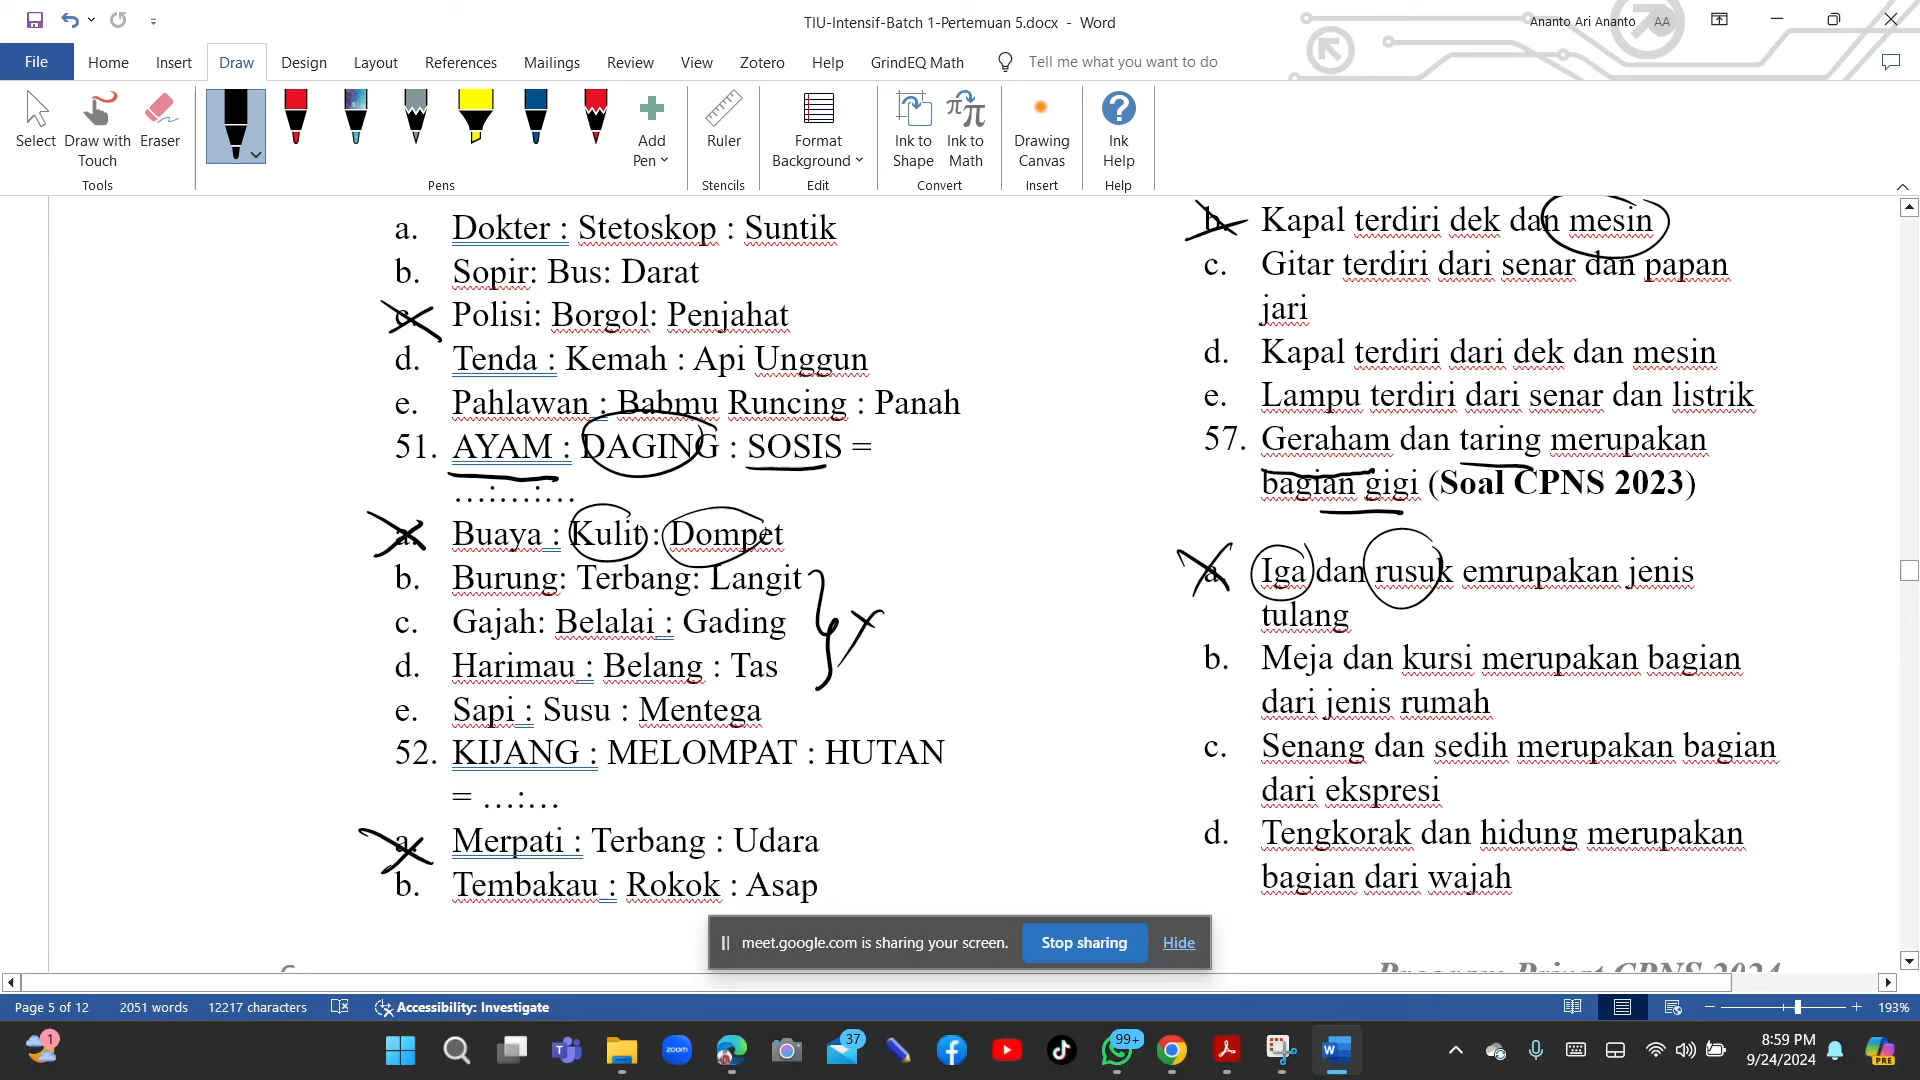 TIU-Intensif-Batch 1-Pertemuan 5.docx - Word
Ananto Ari Ananto
AA
File
Home
Insert
Draw
Design
Layout
References
Mailings
Review
View
Zotero
Help
GrindEQ Math
Tell me what you want to do
Select
Draw with
Touch
Eraser
Add
Pen
Ruler
Format
Background
Ink to
Shape
Ink to
Math
Drawing
Canvas
Ink
Help
Tools
Pens
Stencils
Edit
Convert
Insert
Help
a. Dokter : Stetoskop : Suntik
b. Sopir: Bus: Darat
c. Polisi: Borgol: Penjahat
d. Tenda : Kemah : Api Unggun
e. Pahlawan : Babmu Runcing : Panah
51. AYAM : DAGING : SOSIS =
…:…:…
a. Buaya : Kulit : Dompet
b. Burung: Terbang: Langit
c. Gajah: Belalai : Gading
d. Harimau : Belang : Tas
e. Sapi : Susu : Mentega
52. KIJANG : MELOMPAT : HUTAN
= …:…
a. Merpati : Terbang : Udara
b. Tembakau : Rokok : Asap
b. Kapal terdiri dek dan mesin
c. Gitar terdiri dari senar dan papan
jari
d. Kapal terdiri dari dek dan mesin
e. Lampu terdiri dari senar dan listrik
57. Geraham dan taring merupakan
bagian gigi (Soal CPNS 2023)
a. Iga dan rusuk emrupakan jenis
tulang
b. Meja dan kursi merupakan bagian
dari jenis rumah
c. Senang dan sedih merupakan bagian
dari ekspresi
d. Tengkorak dan hidung merupakan
bagian dari wajah
meet.google.com is sharing your screen.
Stop sharing
Hide
Page 5 of 12
2051 words
12217 characters
Accessibility: Investigate
193%
1
zoom
37
99+
8:59 PM
9/24/2024
PRE